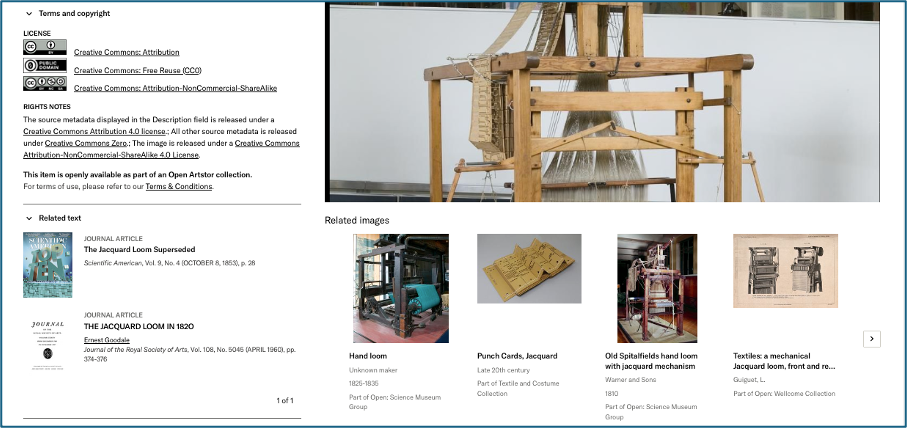 Terms and copyright
LICENSE
Creative Commons: Attribution
PUBLIC DOMAIN
Creative Commons: Free Reuse (CC0)
Creative Commons: Attribution-NonCommercial-ShareAlike
RIGHTS NOTES
The source metadata displayed in the Description field is released under a
Creative Commons Attribution 4.0 license.; All other source metadata is released
under Creative Commons Zero.; The image is released under a Creative Commons
Attribution-NonCommercial-ShareAlike 4.0 License.
This item is openly available as part of an Open Artstor collection.
For terms of use, please refer to our Terms & Conditions.
Related text
SCIENTIFIC AMERICAN
JOURNAL ARTICLE
The Jacquard Loom Superseded
Scientific American, Vol. 9, No. 4 (OCTOBER 8, 1853), p. 28
JOURNAL
JOURNAL ARTICLE
THE JACQUARD LOOM IN 1820
Ernest Goodale
Journal of the Royal Society of Arts, Vol. 108, No. 5045 (APRIL 1960), pp.
374-376
1 of 1
Related images
Hand loom
Unknown maker
1825-1835
Part of Open: Science Museum
Group
Punch Cards, Jacquard
Late 20th century
Part of Textile and Costume
Collection
Old Spitalfields hand loom
with jacquard mechanism
Warner and Sons
1810
Part of Open: Science Museum
Group
Textiles: a mechanical
Jacquard loom, front and re...
Guiguet, L.
Part of Open: Wellcome Collection